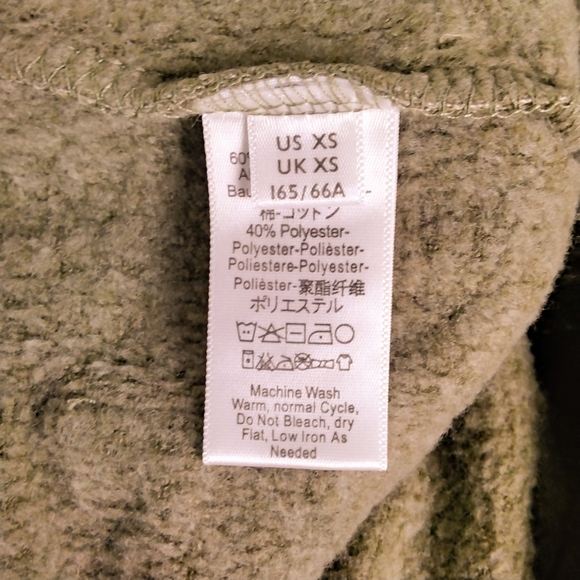 US XS
UK XS
165/66A
60%
A
Bau
-
棉-コットン
40% Polyester-
Polyester-Poliéster-
Poliestere-Polyester-
Polièster-聚酯纤维
ポリエステル
Machine Wash
Warm, normal Cycle,
Do Not Bleach, dry
Flat, Low Iron As
Needed